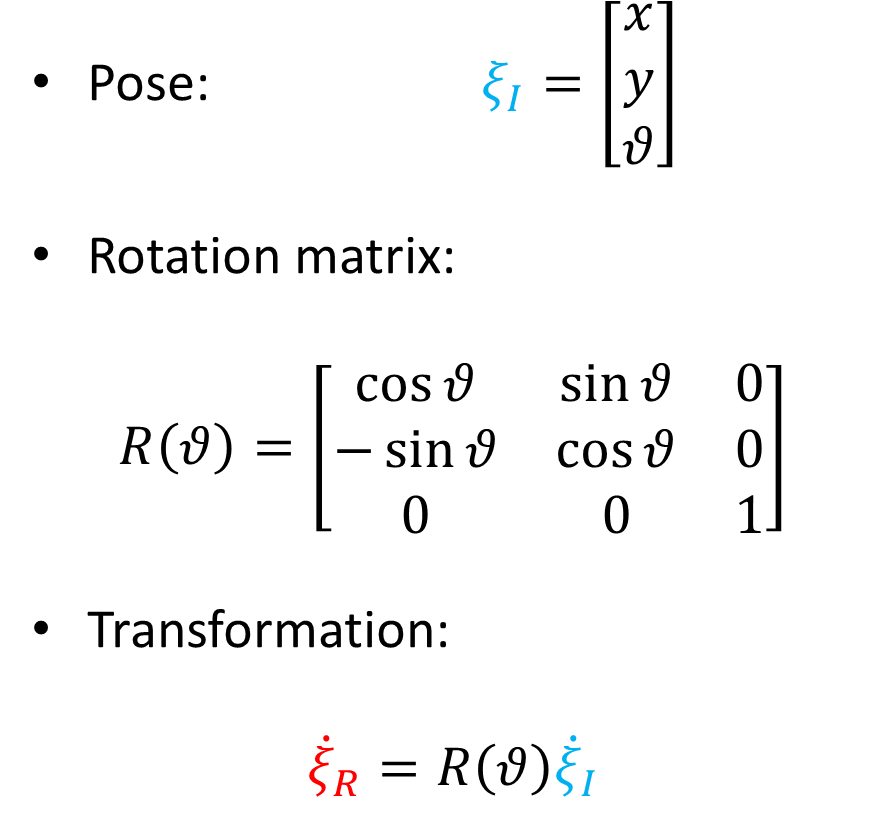 • Pose: ξ_I = [x
y
ϑ]
• Rotation matrix:
R(ϑ) = [cos ϑ sin ϑ 0
− sin ϑ cos ϑ 0
0 0 1]
• Transformation:
ξ̇_R = R(ϑ)ξ̇_I